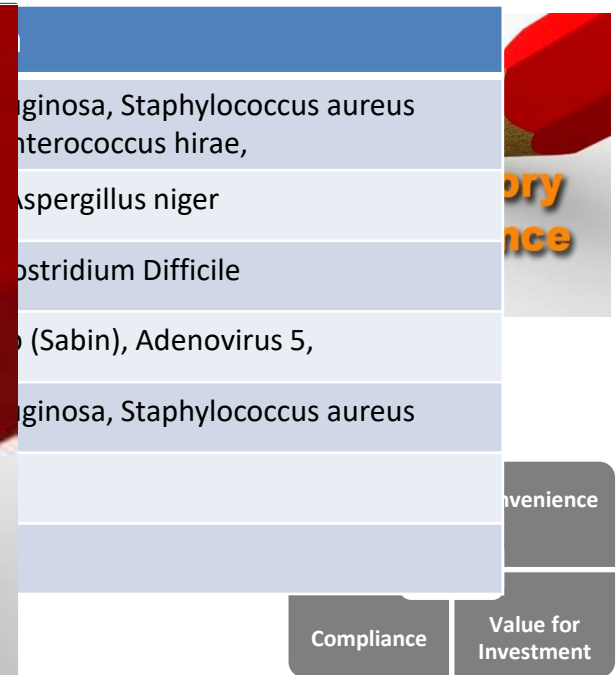 uginosa, Staphylococcus aureus
nterococcus hirae,
Aspergillus niger
ostridium Difficile
(Sabin), Adenovirus 5,
uginosa, Staphylococcus aureus
ory
nce
nvenience
Compliance
Value for
Investment